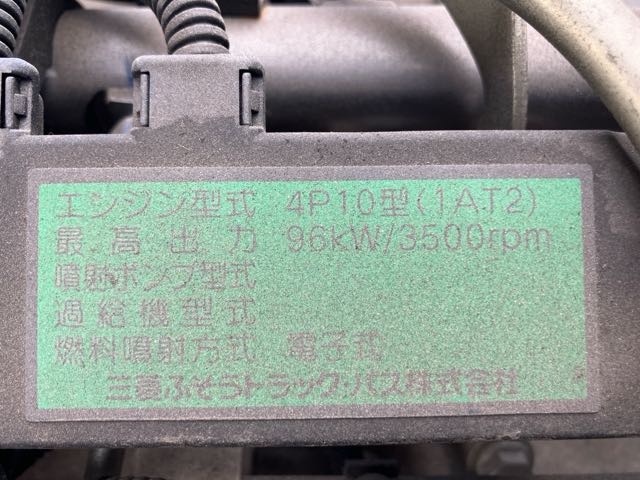 エンジン型式 4P10型(1AT2)
最高出力 96kW/3500rpm
噴射ポンプ型式
過給機型式
燃料噴射方式 電子式
三菱ふそうトラック・バス株式会社